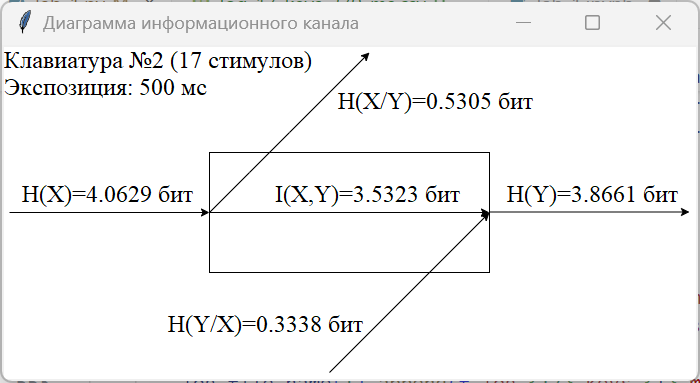 Диаграмма информационного канала
Клавиатура №2 (17 стимулов)
Экспозиция: 500 мс
H(X/Y)=0.5305 бит
H(X)=4.0629 бит
I(X,Y)=3.5323 бит
H(Y)=3.8661 бит
H(Y/X)=0.3338 бит